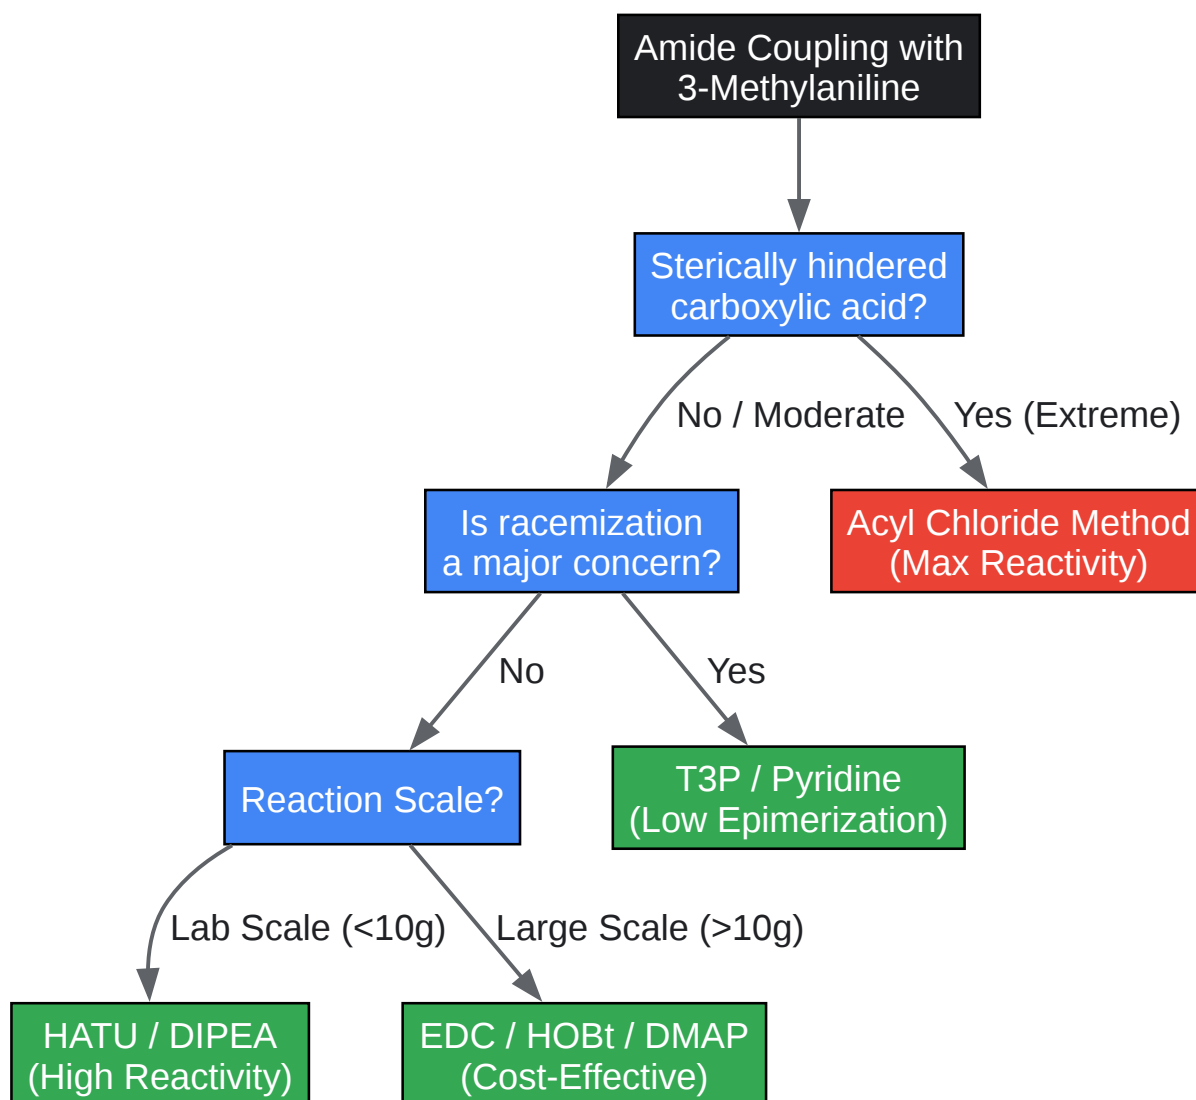 Amide Coupling with
3-Methylaniline
Sterically hindered
carboxylic acid?
No / Moderate
Yes (Extreme)
Is racemization
a major concern?
Acyl Chloride Method
(Max Reactivity)
No
Yes
Reaction Scale?
T3P / Pyridine
(Low Epimerization)
Lab Scale (<10g)
Large Scale (>10g)
HATU / DIPEA
(High Reactivity)
EDC / HOBt / DMAP
(Cost-Effective)